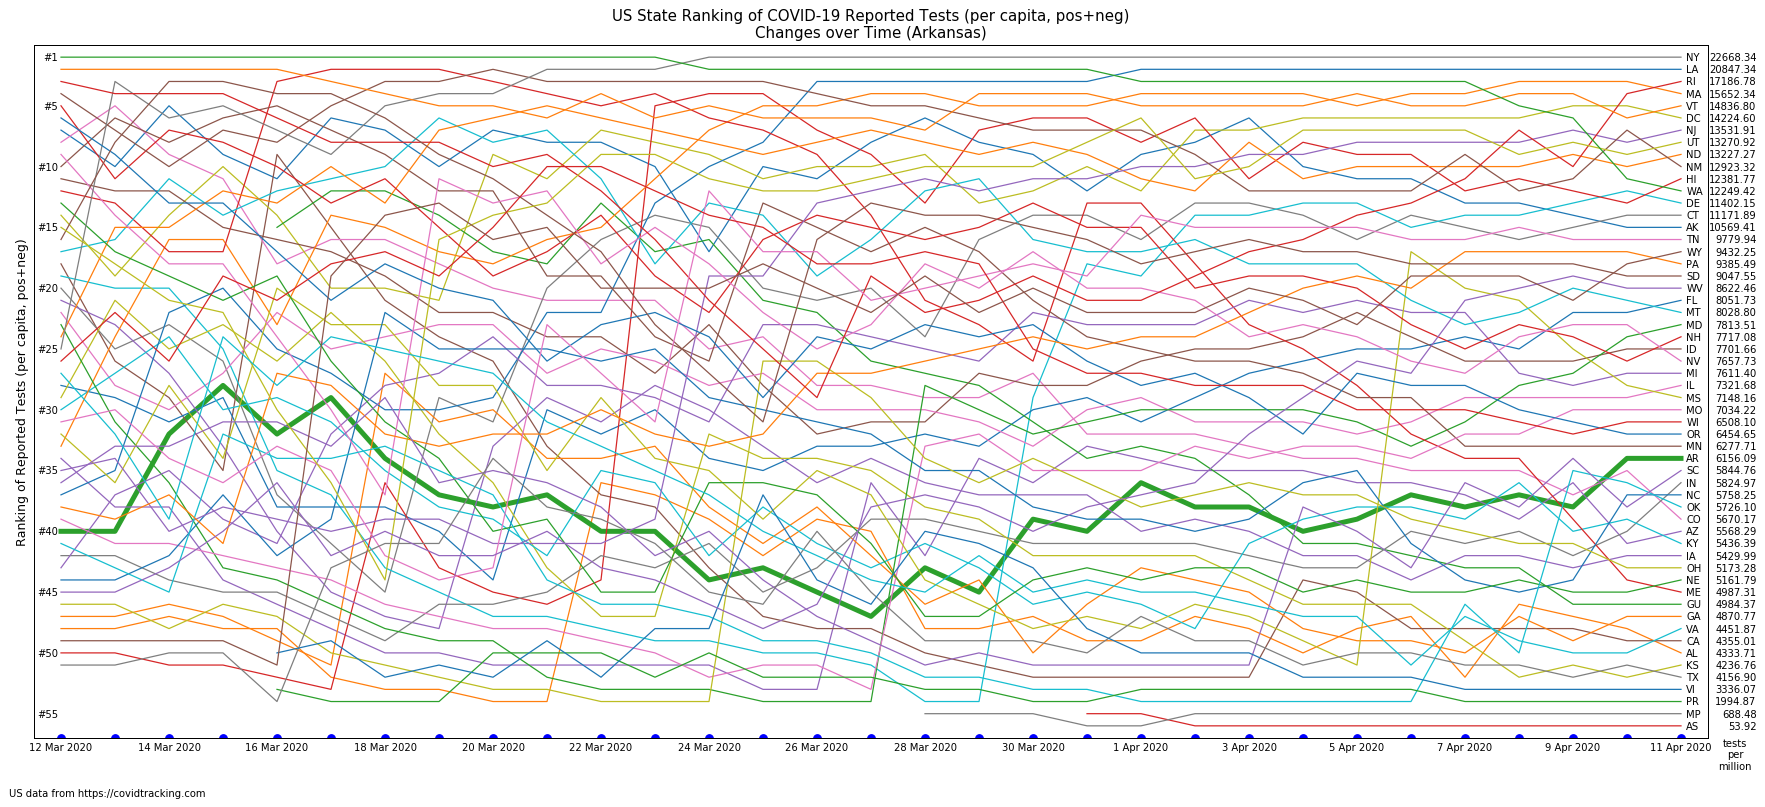 US State Ranking of COVID-19 Reported Tests (per capita, pos+neg)
Changes over Time (Arkansas)
Ranking of Reported Tests (per capita, pos+neg)
#1
#5
#10
#15
#20
#25
#30
#35
#40
#45
#50
#55
NY 22668.34
LA 20847.34
RI 17186.78
MA 15652.34
VT 14836.80
DC 14224.60
NJ 13531.91
UT 13270.92
ND 13227.27
NM 12923.32
HI 12381.77
WA 12249.42
DE 11402.15
CT 11171.89
AK 10569.41
TN 9779.94
WY 9432.25
PA 9385.49
SD 9047.55
WV 8622.46
FL 8051.73
MT 8028.80
MD 7813.51
NH 7717.08
ID 7701.66
NV 7657.73
MI 7611.40
IL 7321.68
MS 7148.16
MO 7034.22
WI 6508.10
OR 6454.65
MN 6277.71
AR 6156.09
SC 5844.76
IN 5824.97
NC 5758.25
OK 5726.10
CO 5670.17
AZ 5568.29
KY 5436.39
IA 5429.99
OH 5173.28
NE 5161.79
ME 4987.31
GU 4984.37
GA 4870.77
VA 4451.87
CA 4355.01
AL 4333.71
KS 4236.76
TX 4156.90
VI 3336.07
PR 1994.87
MP 688.48
AS 53.92
12 Mar 2020 14 Mar 2020 16 Mar 2020 18 Mar 2020 20 Mar 2020 22 Mar 2020 24 Mar 2020 26 Mar 2020 28 Mar 2020 30 Mar 2020 1 Apr 2020 3 Apr 2020 5 Apr 2020 7 Apr 2020 9 Apr 2020 11 Apr 2020
tests
per
million
US data from https://covidtracking.com